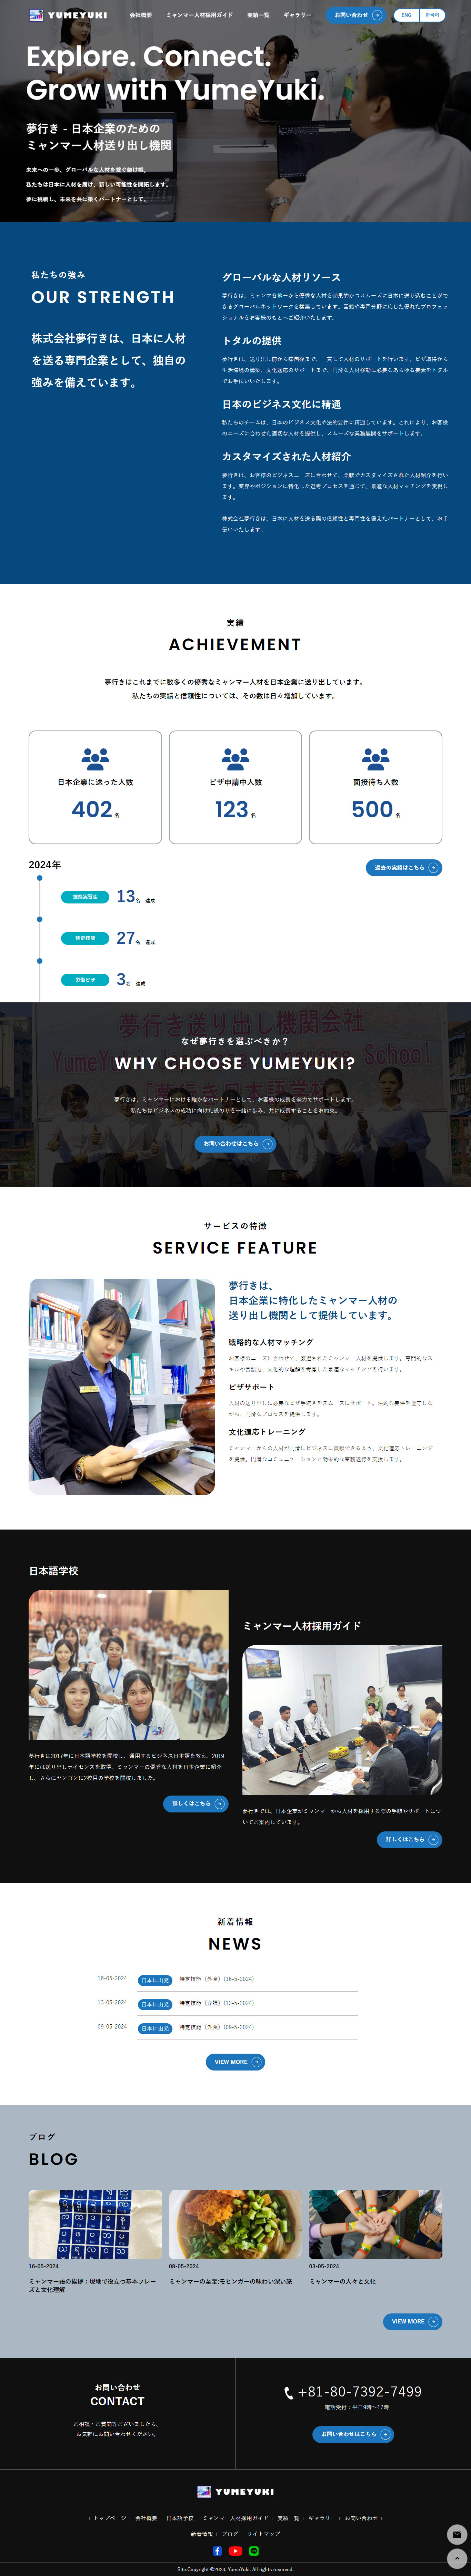 YUMEYUKI
会社概要
ミャンマー人材採用ガイド
実績一覧
ギャラリー
お問い合わせ
ENG
한국어
Explore. Connect.
Grow with YumeYuki.
夢行き - 日本企業のための
ミャンマー人材送り出し機関
未来への一歩、グローバルな人材を繋ぐ架け橋。
私たちは日本に人材を届け、新しい可能性を開拓します。
夢に挑戦し、未来を共に築くパートナーとして。
私たちの強み
OUR STRENGTH
株式会社夢行きは、日本に人材
を送る専門企業として、独自の
強みを備えています。
グローバルな人材リソース
夢行きは、ミャンマ各地一から優秀な人材を効果的かつスムーズに日本に送り込むことがで
きるグローバルネットワークを構築しています。国籍や専門分野に応じた優れたプロフェッ
ショナルをお客様のもとへご紹介いたします。
トタルの提供
夢行きは、送り出し前から帰国後まで、一貫して人材のサポートを行います。ビザ取得から
生活環境の構築、文化適応のサポートまで、円滑な人材移動に必要なあらゆる要素をトタル
でお手伝いいたします。
日本のビジネス文化に精通
私たちのチームは、日本のビジネス文化や法的要件に精通しています。これにより、お客様
のニーズに合わせた適切な人材を提供し、スムーズな業務展開をサポートします。
カスタマイズされた人材紹介
夢行きは、お客様のビジネスニーズに合わせて、柔軟でカスタマイズされた人材紹介を行い
ます。業界やポジションに特化した選考プロセスを通じて、最適な人材マッチングを実現し
ます。
株式会社夢行きは、日本に人材を送る際の信頼性と専門性を備えたパートナーとして、お手
伝いいたします。
実績
ACHIEVEMENT
夢行きはこれまでに数多くの優秀なミャンマー人材を日本企業に送り出しています。
私たちの実績と信頼性については、その数は日々増加しています。
日本企業に送った人数
402 名
ビザ申請中人数
123 名
面接待ち人数
500 名
2024年
過去の実績はこちら
技能実習生
13名 達成
特定技能
27名 達成
労働ビザ
3名 達成
夢行き送り出し機関会社
なぜ夢行きを選ぶべきか？
WHY CHOOSE YUMEYUKI?
夢行きは、ミャンマーにおける確かなパートナーとして、お客様の成長を全力でサポートします。
私たちはビジネスの成功に向けた道のりを一緒に歩み、共に成長することをお約束。
お問い合わせはこちら
サービスの特徴
SERVICE FEATURE
夢行きは、
日本企業に特化したミャンマー人材の
送り出し機関として提供しています。
戦略的な人材マッチング
お客様のニーズに合わせて、厳選されたミャンマー人材を提供します。専門的なス
キルや言語力、文化的な理解を考慮した最適なマッチングを行います。
ビザサポート
人材の送り出しに必要なビザ手続きをスムーズにサポート。法的な要件を遵守しな
がら、円滑なプロセスを提供します。
文化適応トレーニング
ミャンマーからの人材が円滑にビジネスに貢献できるよう、文化適応トレーニング
を提供。円滑なコミュニケーションと効果的な業務遂行を支援します。
日本語学校
夢行きは2017年に日本語学校を開校し、通用するビジネス日本語を教え、2019
年には送り出しライセンスを取得。ミャンマーの優秀な人材を日本企業に紹介
し、さらにヤンゴンに2校目の学校を開校しました。
詳しくはこちら
ミャンマー人材採用ガイド
夢行きでは、日本企業がミャンマーから人材を採用する際の手順やサポートにつ
いてご案内しています。
詳しくはこちら
新着情報
NEWS
16-05-2024 日本に出発 特定技能（外食）(16-5-2024)
13-05-2024 日本に出発 特定技能（介護）(13-5-2024)
09-05-2024 日本に出発 特定技能（外食）(09-5-2024)
VIEW MORE
ブログ
BLOG
16-05-2024
ミャンマー語の挨拶：現地で役立つ基本フレー
ズと文化理解
08-05-2024
ミャンマーの至宝:モヒンガーの味わい深い旅
03-05-2024
ミャンマーの人々と文化
VIEW MORE
お問い合わせ
CONTACT
ご相談・ご質問等ございましたら、
お気軽にお問い合わせください。
+81-80-7392-7499
電話受付：平日9時〜17時
お問い合わせはこちら
YUMEYUKI
トップページ
会社概要
日本語学校
ミャンマー人材採用ガイド
実績一覧
ギャラリー
お問い合わせ
新着情報
ブログ
サイトマップ
Site.Copyright ©2023. YumeYuki. All rights reserved.